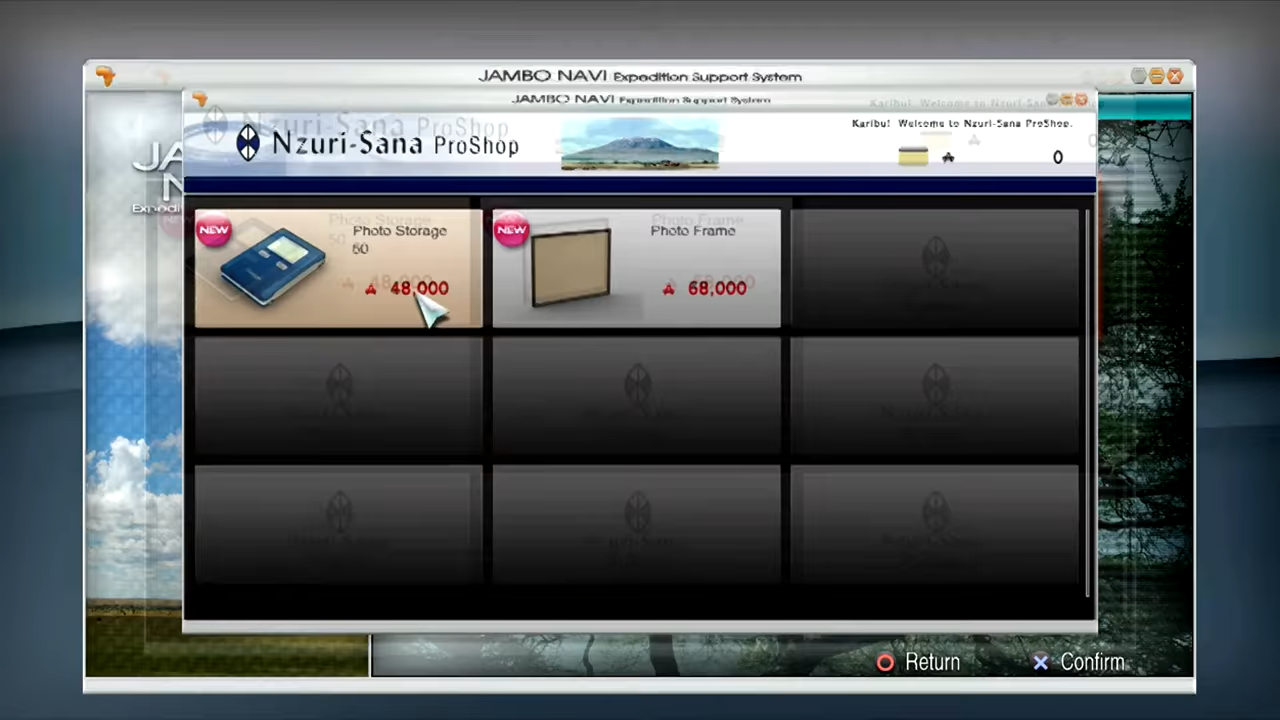 JAMBO NAVI Expedition Support System
JAMBO NAVI Expedition Support System
Nzuri-Sana ProShop
Karibu! Welcome to Nzuri-Sana ProShop.
0
NEW
Photo Storage
50
48,000
NEW
Photo Frame
68,000
Return
Confirm